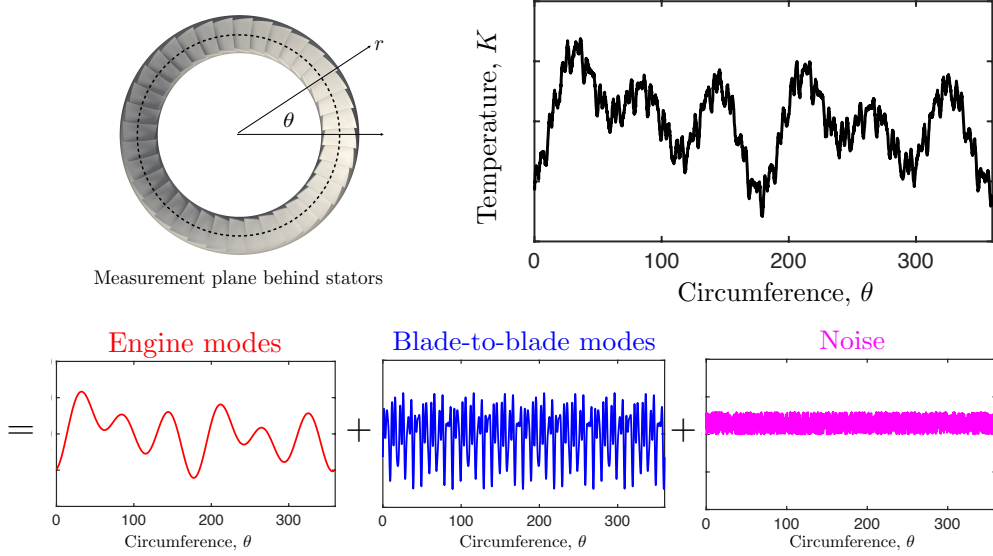 r
θ
Measurement plane behind stators
Temperature, K
0 100 200 300
Circumference, θ
Engine modes
Blade-to-blade modes
Noise
=
+
+
0 100 200 300
Circumference, θ
0 100 200 300
Circumference, θ
0 100 200 300
Circumference, θ